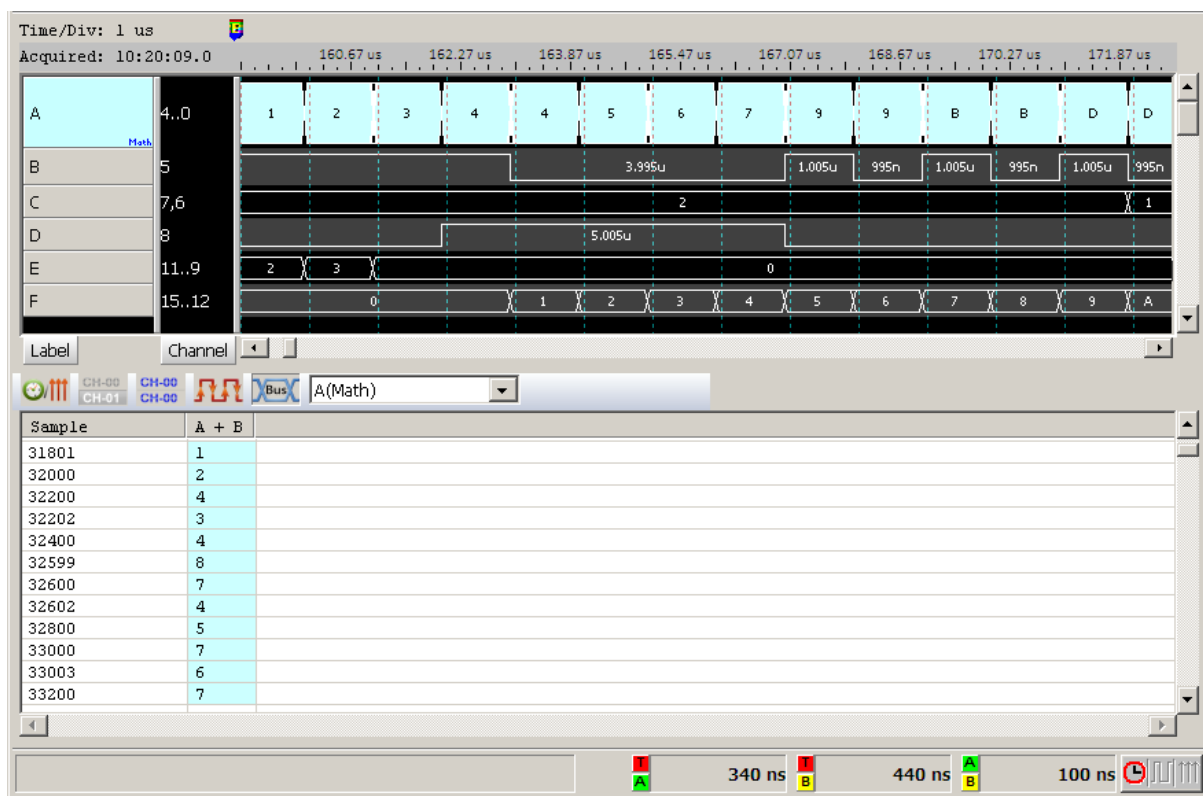 Time/Div: 1 us B
Acquired: 10:20:09.0 160.67 us 162.27 us 163.87 us 165.47 us 167.07 us 168.67 us 170.27 us 171.87 us
A 4..0 1 2 3 4 4 5 6 7 9 9 B B D D
Math
B 5 3.995u 1.005u 995n 1.005u 995n 1.005u 995n
C 7,6 2 1
D 8 5.005u
E 11..9 2 3 0
F 15..12 0 1 2 3 4 5 6 7 8 9 A
Label Channel
CH-00 CH-01 CH-00 CH-00 Bus A(Math)
Sample A + B
31801 1
32000 2
32200 4
32202 3
32400 4
32599 8
32600 7
32602 4
32800 5
33000 7
33003 6
33200 7
T A 340 ns T B 440 ns A B 100 ns